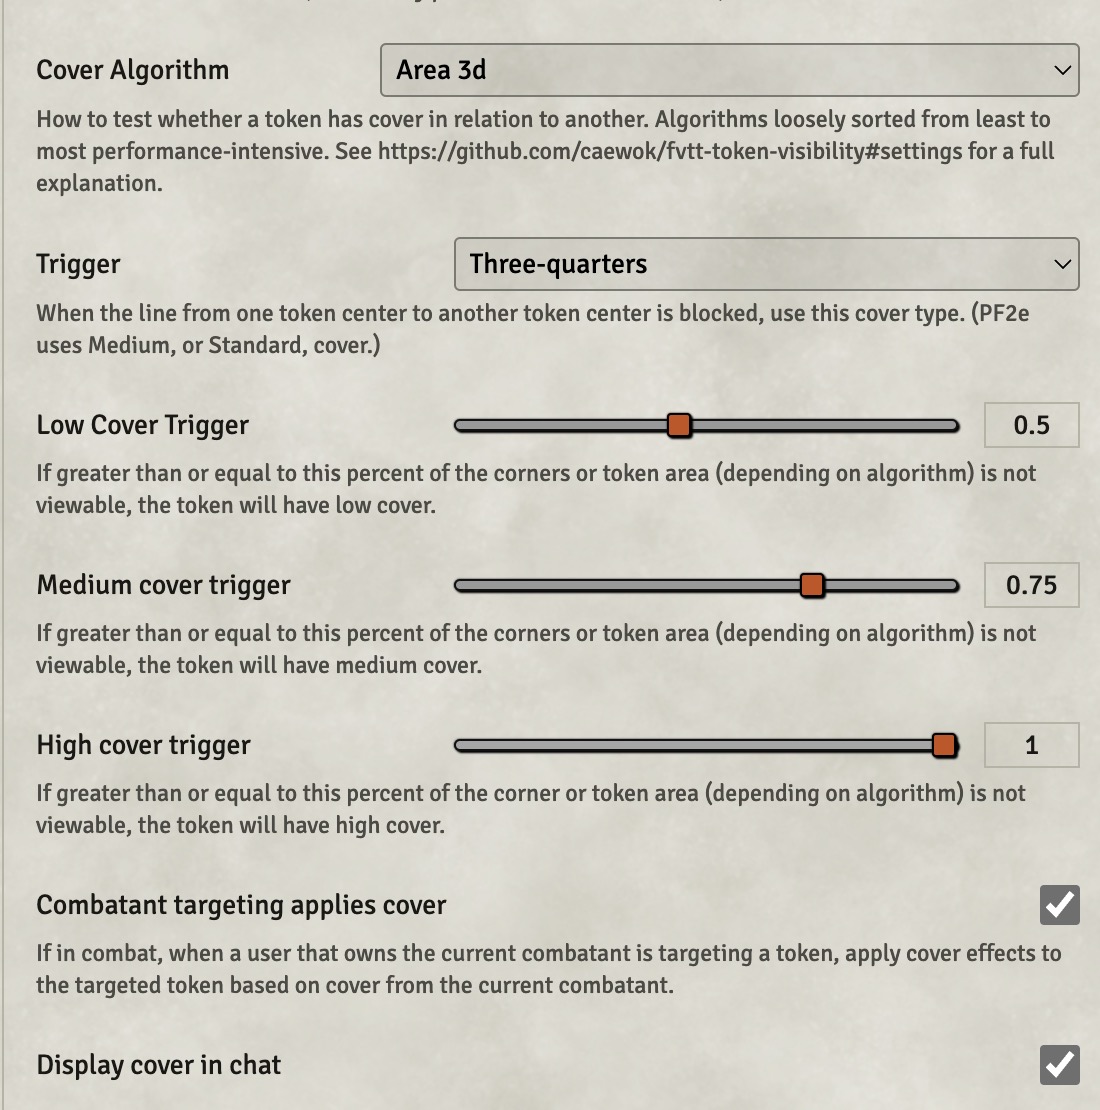 Cover Algorithm
Area 3d
How to test whether a token has cover in relation to another. Algorithms loosely sorted from least to
most performance-intensive. See https://github.com/caewok/fvtt-token-visibility#settings for a full
explanation.
Trigger
Three-quarters
When the line from one token center to another token center is blocked, use this cover type. (PF2e
uses Medium, or Standard, cover.)
Low Cover Trigger
0.5
If greater than or equal to this percent of the corners or token area (depending on algorithm) is not
viewable, the token will have low cover.
Medium cover trigger
0.75
If greater than or equal to this percent of the corners or token area (depending on algorithm) is not
viewable, the token will have medium cover.
High cover trigger
1
If greater than or equal to this percent of the corner or token area (depending on algorithm) is not
viewable, the token will have high cover.
Combatant targeting applies cover
If in combat, when a user that owns the current combatant is targeting a token, apply cover effects to
the targeted token based on cover from the current combatant.
Display cover in chat